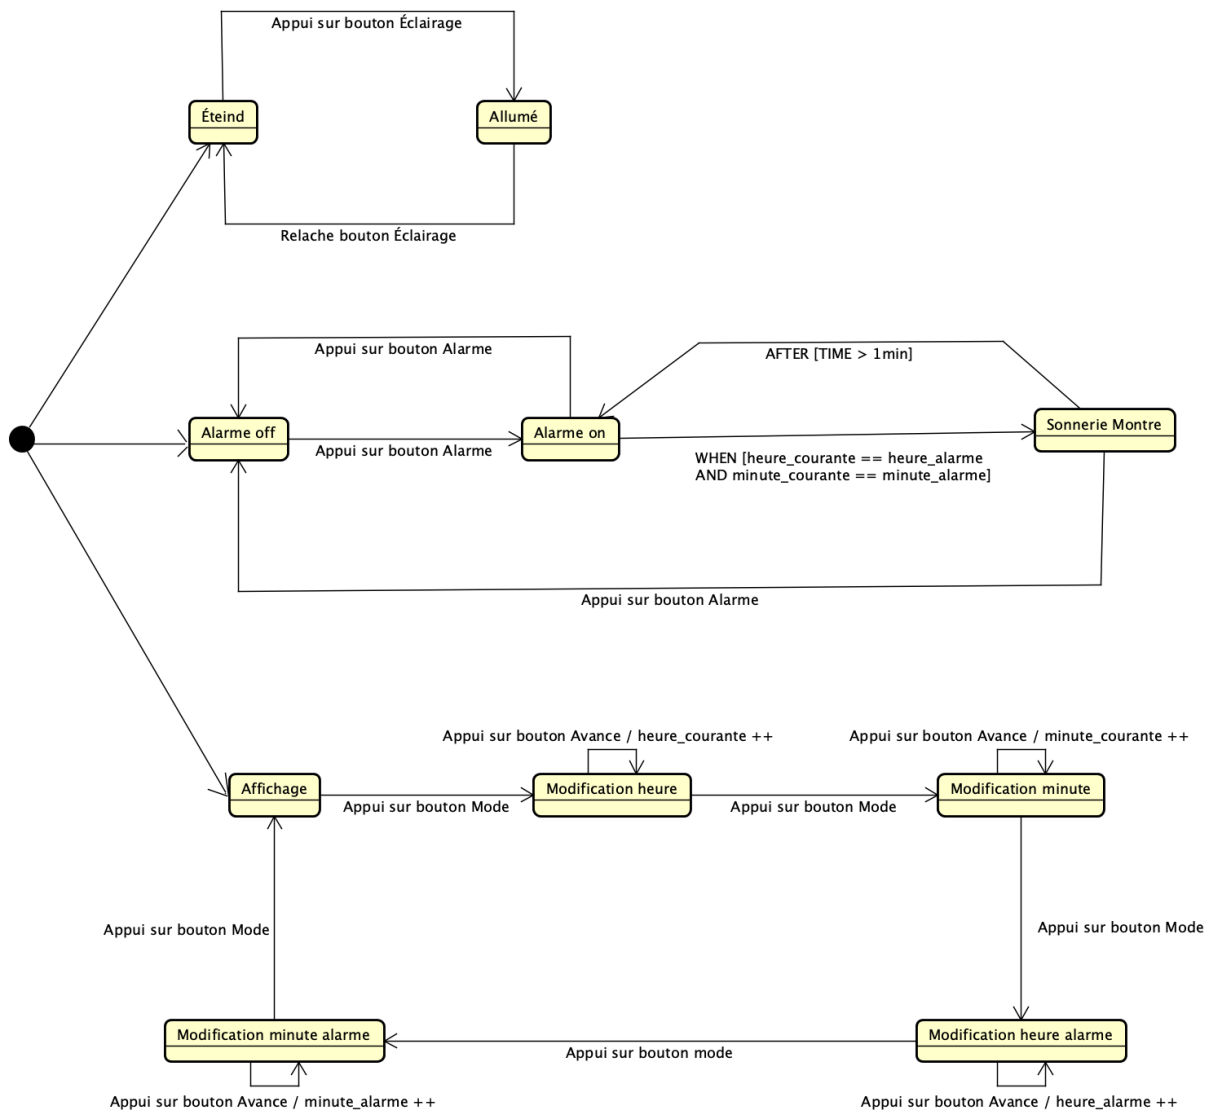 Appui sur bouton Éclairage
Éteind
Allumé
Relache bouton Éclairage
Appui sur bouton Alarme
AFTER [TIME > 1min]
Alarme off
Appui sur bouton Alarme
Alarme on
Sonnerie Montre
WHEN [heure_courante == heure_alarme
AND minute_courante == minute_alarme]
Appui sur bouton Alarme
Appui sur bouton Avance / heure_courante ++
Appui sur bouton Avance / minute_courante ++
Affichage
Appui sur bouton Mode
Modification heure
Appui sur bouton Mode
Modification minute
Appui sur bouton Mode
Appui sur bouton Mode
Modification minute alarme
Appui sur bouton mode
Modification heure alarme
Appui sur bouton Avance / minute_alarme ++
Appui sur bouton Avance / heure_alarme ++